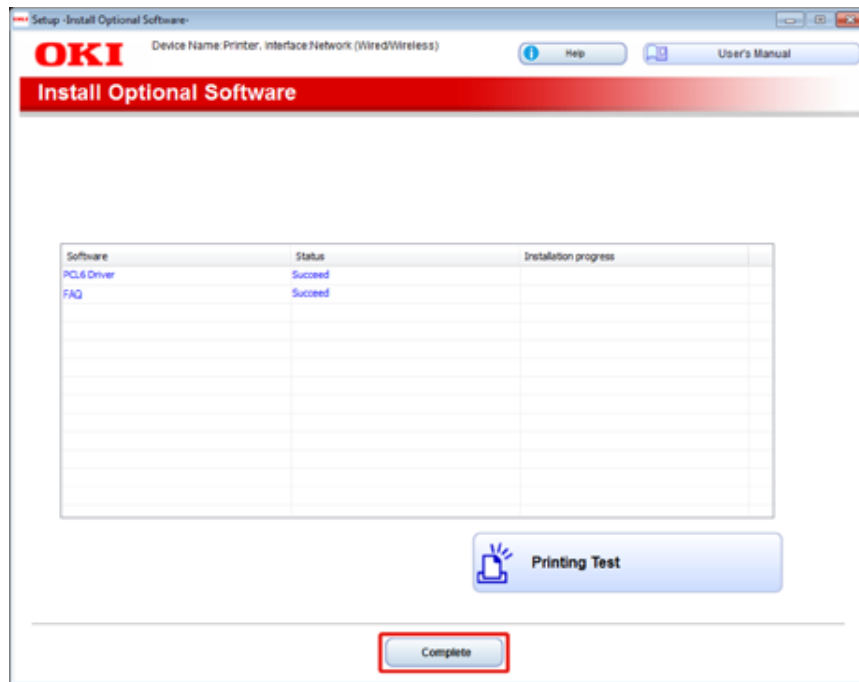 OKI Setup -Install Optional Software-
OKI
Device Name:Printer, Interface:Network (Wired/Wireless)
Help
User's Manual
Install Optional Software
Software Status Installation progress
PCL6 Driver Succeed
FAQ Succeed
Printing Test
Complete